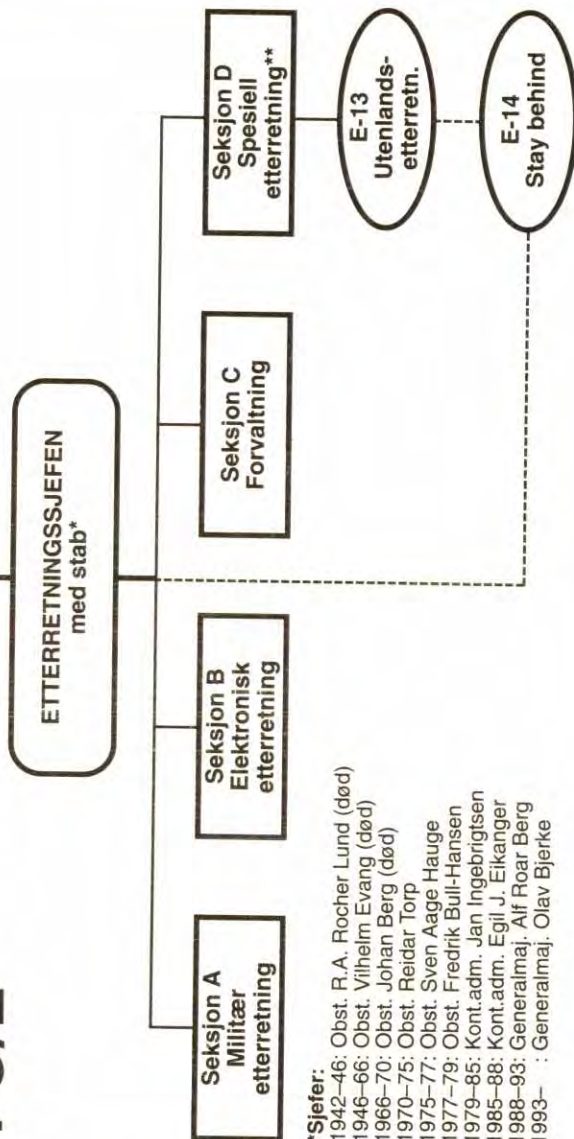 ETTERRETNINGSSJEFEN
med stab*
Seksjon A
Militær
etterretning
Seksjon B
Elektronisk
etterretning
Seksjon C
Forvaltning
Seksjon D
Spesiell
etterretning**
E-13
Utenlands-
etterretn.
E-14
Stay behind
*Sjefer:
1942–46: Obst. R.A. Rocher Lund (død)
1946–66: Obst. Vilhelm Evang (død)
1966–70: Obst. Johan Berg (død)
1970–75: Obst. Reidar Torp
1975–77: Obst. Sven Aage Hauge
1977–79: Obst. Fredrik Bull-Hansen
1979–85: Kont.adm. Jan Ingebrigtsen
1985–88: Kont.adm. Egil J. Eikanger
1988–93: Generalmaj. Alf Roar Berg
1993– : Generalmaj. Olav Bjerke